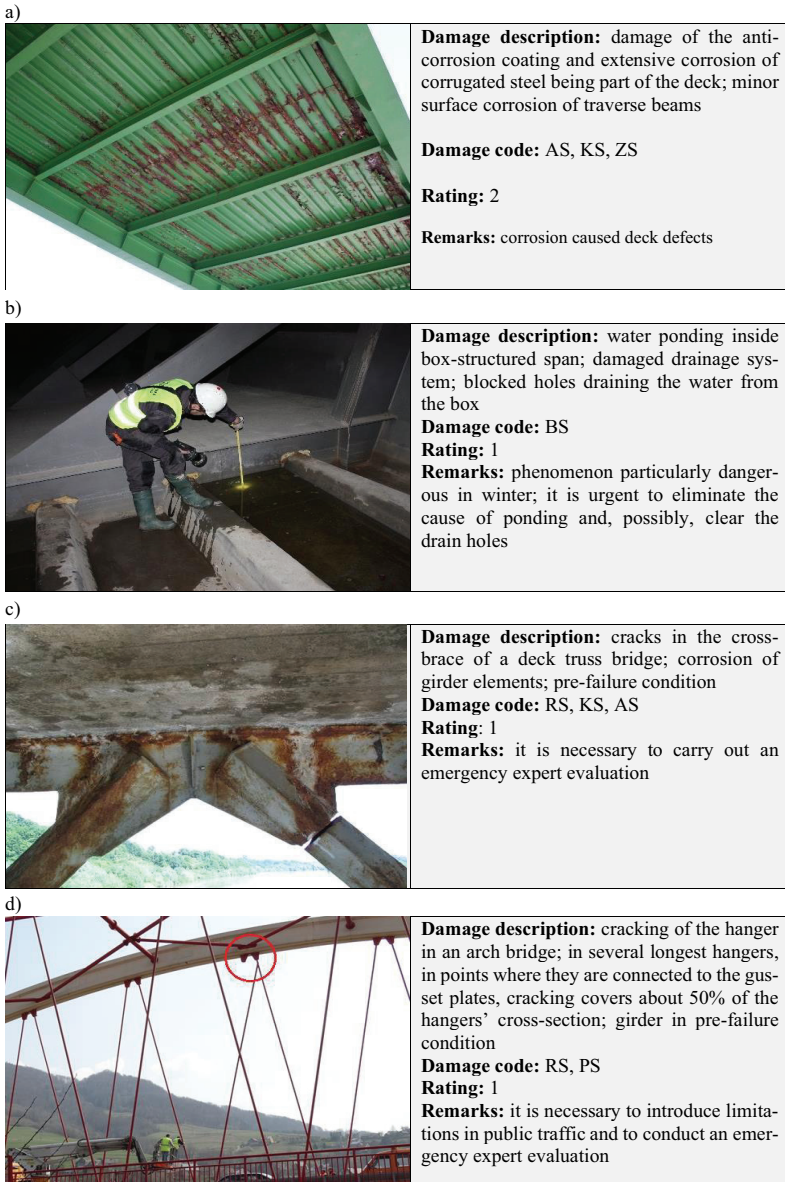 a)
Damage description: damage of the anti-
corrosion coating and extensive corrosion of
corrugated steel being part of the deck; minor
surface corrosion of traverse beams
Damage code: AS, KS, ZS
Rating: 2
Remarks: corrosion caused deck defects
b)
Damage description: water ponding inside
box-structured span; damaged drainage sys-
tem; blocked holes draining the water from
the box
Damage code: BS
Rating: 1
Remarks: phenomenon particularly danger-
ous in winter; it is urgent to eliminate the
cause of ponding and, possibly, clear the
drain holes
c)
Damage description: cracks in the cross-
brace of a deck truss bridge; corrosion of
girder elements; pre-failure condition
Damage code: RS, KS, AS
Rating: 1
Remarks: it is necessary to carry out an
emergency expert evaluation
d)
Damage description: cracking of the hanger
in an arch bridge; in several longest hangers,
in points where they are connected to the gus-
set plates, cracking covers about 50% of the
hangers’ cross-section; girder in pre-failure
condition
Damage code: RS, PS
Rating: 1
Remarks: it is necessary to introduce limita-
tions in public traffic and to conduct an emer-
gency expert evaluation